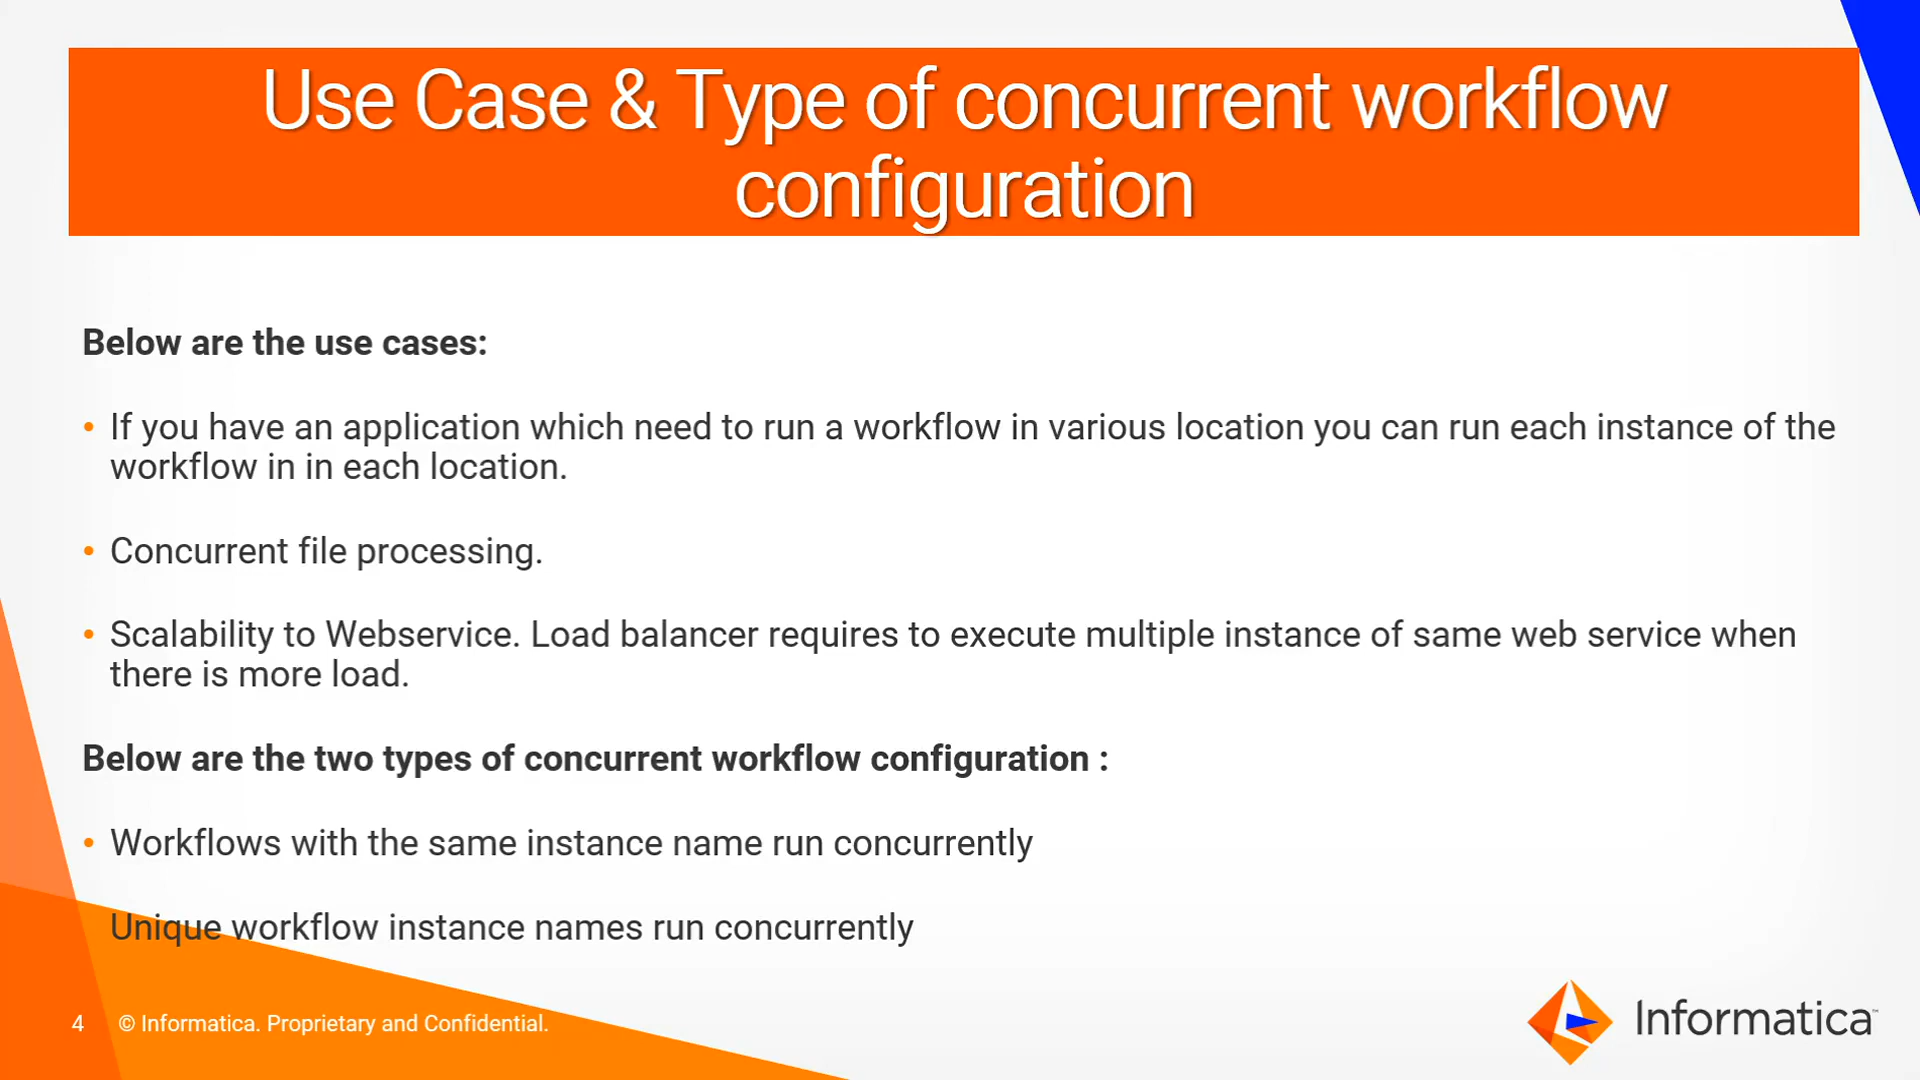 Use Case & Type of concurrent workflow
configuration
Below are the use cases:
• If you have an application which need to run a workflow in various location you can run each instance of the
workflow in in each location.
• Concurrent file processing.
• Scalability to Webservice. Load balancer requires to execute multiple instance of same web service when
there is more load.
Below are the two types of concurrent workflow configuration :
• Workflows with the same instance name run concurrently
Unique workflow instance names run concurrently
4 © Informatica. Proprietary and Confidential.
Informatica™